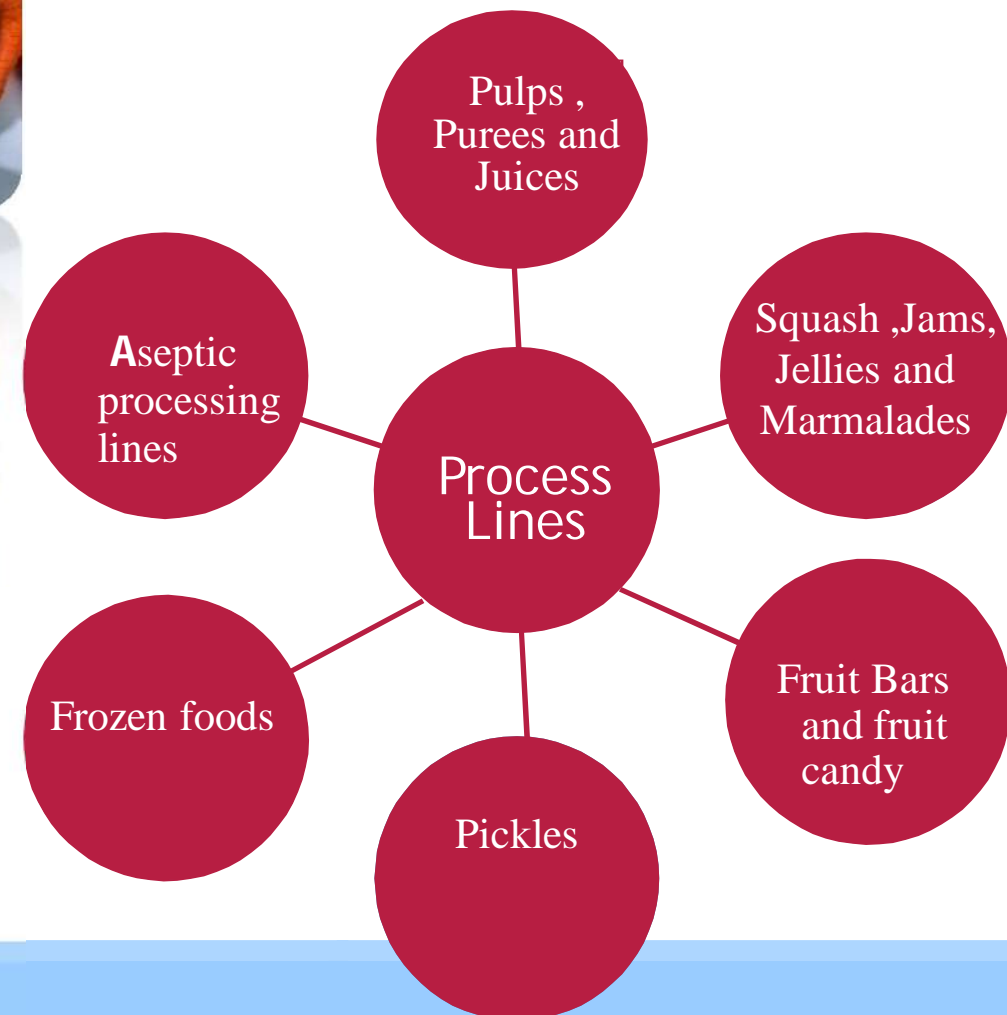 Pulps ,
Purees and
Juices
Squash ,Jams,
Jellies and
Marmalades
Aseptic
processing
lines
Process
Lines
Fruit Bars
and fruit
candy
Frozen foods
Pickles